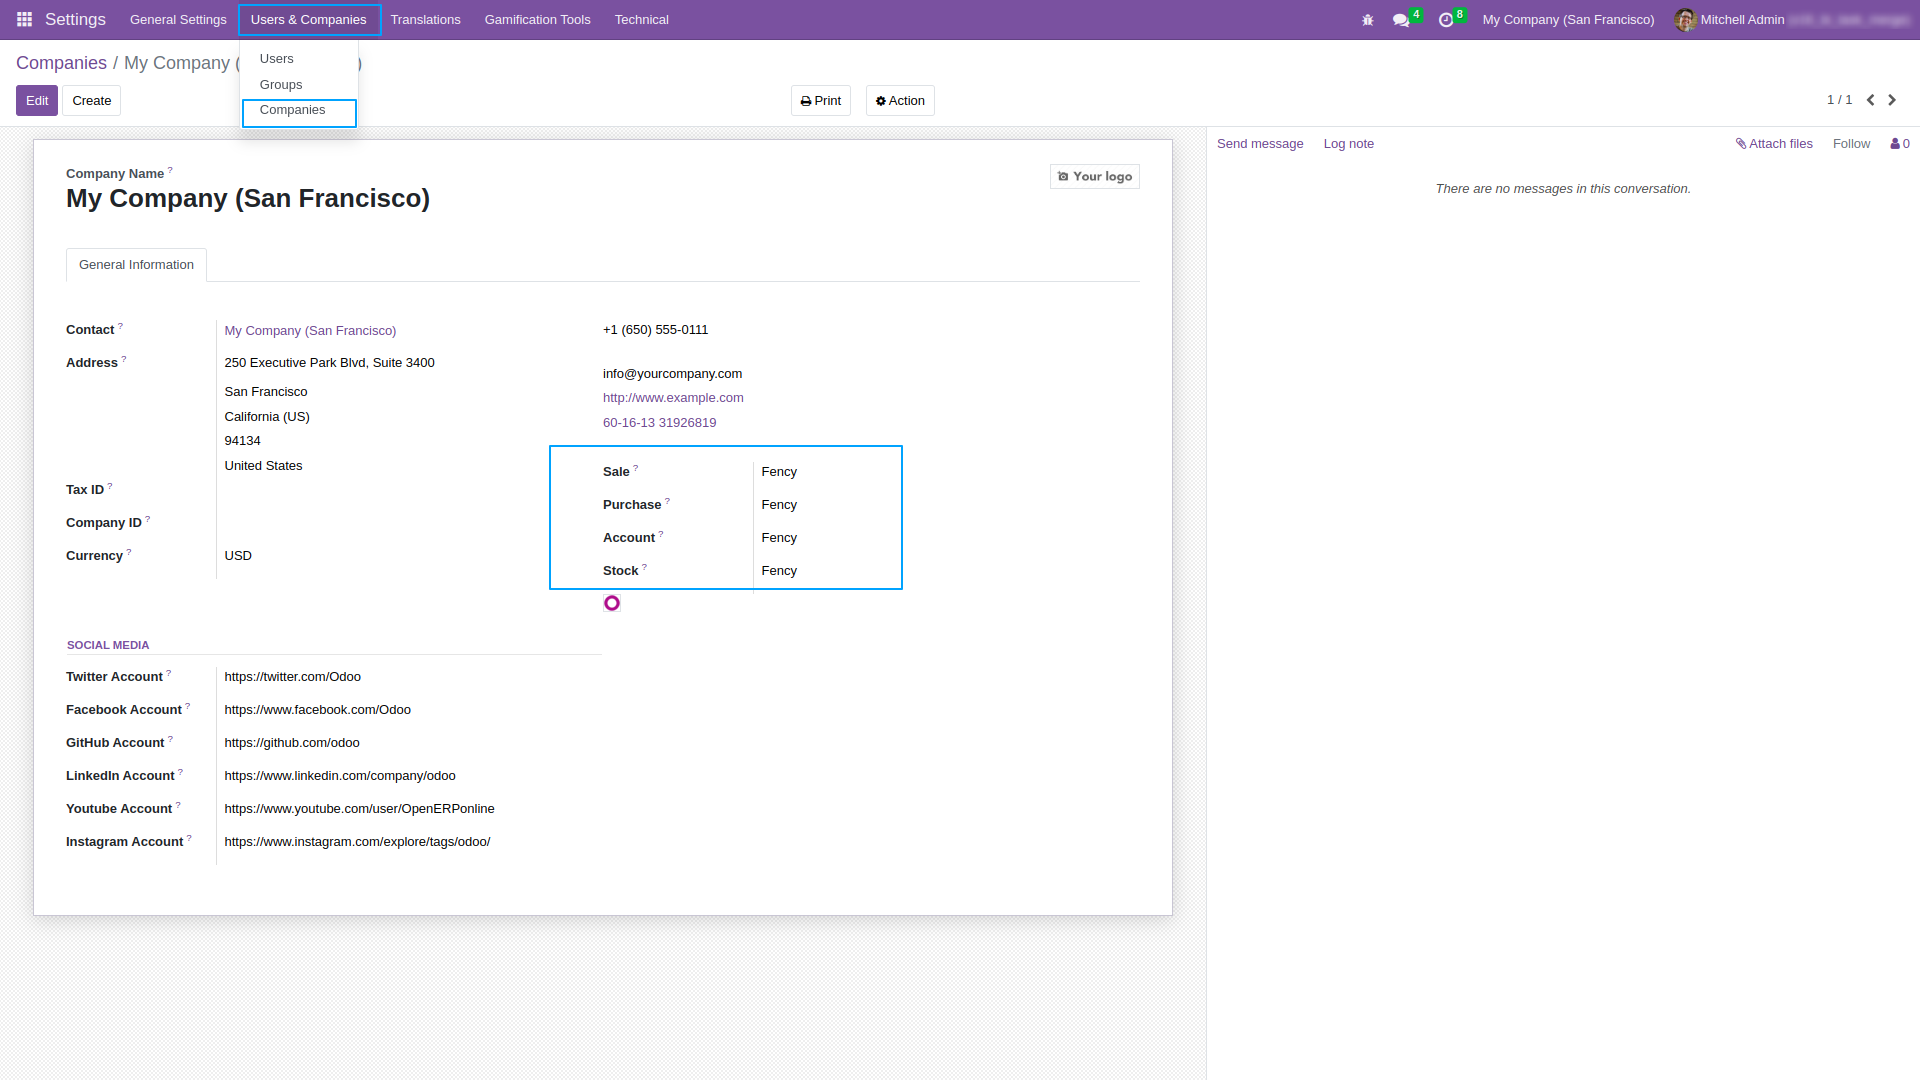 Settings General Settings Users & Companies Translations Gamification Tools Technical 4 8 My Company (San Francisco) Mitchell Admin
Users
Groups
Companies
Companies / My Company ( )
Edit Create Print Action 1 / 1
Send message Log note Attach files Follow 0
There are no messages in this conversation.
Company Name ?
My Company (San Francisco)
Your logo
General Information
Contact ? My Company (San Francisco)
Address ? 250 Executive Park Blvd, Suite 3400
San Francisco
California (US)
94134
United States
Tax ID ?
Company ID ?
Currency ? USD
+1 (650) 555-0111
info@yourcompany.com
http://www.example.com
60-16-13 31926819
Sale ? Fency
Purchase ? Fency
Account ? Fency
Stock ? Fency
SOCIAL MEDIA
Twitter Account ? https://twitter.com/Odoo
Facebook Account ? https://www.facebook.com/Odoo
GitHub Account ? https://github.com/odoo
LinkedIn Account ? https://www.linkedin.com/company/odoo
Youtube Account ? https://www.youtube.com/user/OpenERPonline
Instagram Account ? https://www.instagram.com/explore/tags/odoo/